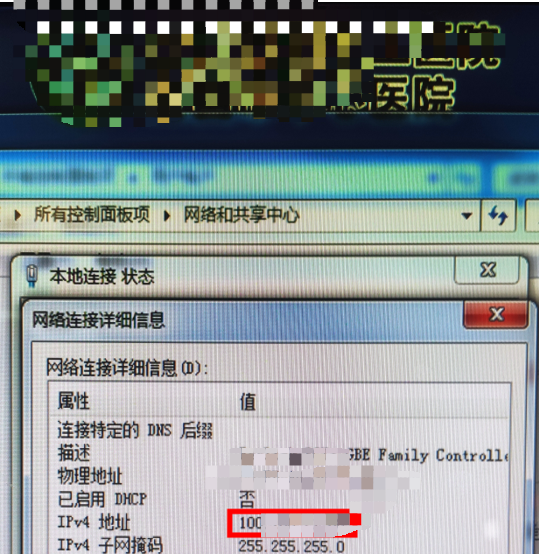 医院
医院
所有控制面板项 网络和共享中心
本地连接 状态
网络连接详细信息
网络连接详细信息(D):
属性 值
连接特定的 DNS 后缀
描述 GBE Family Controlle
物理地址
已启用 DHCP 否
IPv4 地址 100
IPv4 子网掩码 255.255.255.0